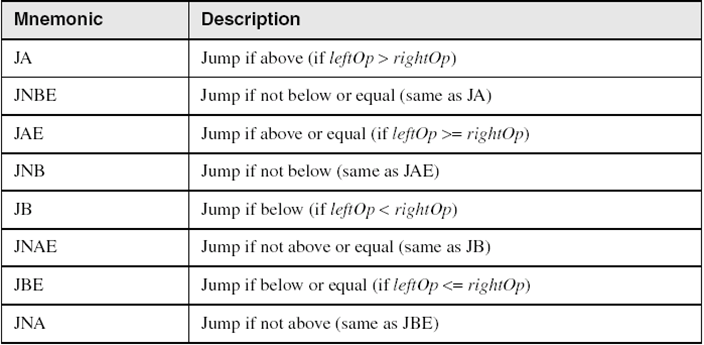 Mnemonic Description
JA Jump if above (if leftOp > rightOp)
JNBE Jump if not below or equal (same as JA)
JAE Jump if above or equal (if leftOp >= rightOp)
JNB Jump if not below (same as JAE)
JB Jump if below (if leftOp < rightOp)
JNAE Jump if not above or equal (same as JB)
JBE Jump if below or equal (if leftOp <= rightOp)
JNA Jump if not above (same as JBE)